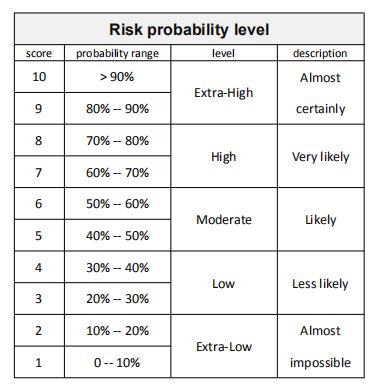 Risk probability level
score probability range level description
10 > 90% Extra-High Almost
9 80% -- 90% certainly
8 70% -- 80% High Very likely
7 60% -- 70%
6 50% -- 60% Moderate Likely
5 40% -- 50%
4 30% -- 40% Low Less likely
3 20% -- 30%
2 10% -- 20% Extra-Low Almost
1 0 -- 10% impossible